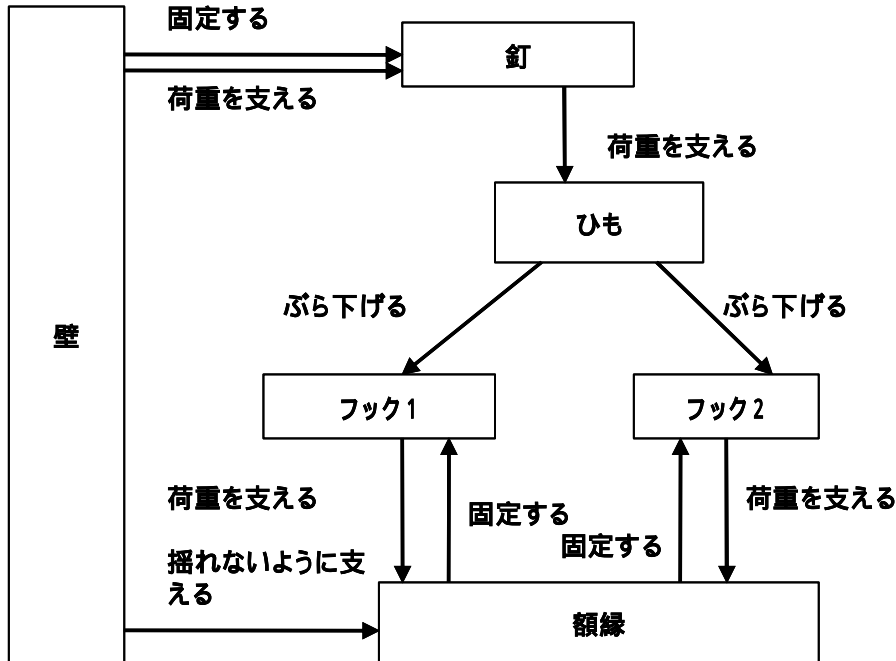 固定する
釘
荷重を支える
荷重を支える
ひも
ぶら下げる
ぶら下げる
壁
フック1
フック2
荷重を支える
固定する
荷重を支える
固定する
揺れないように支
える
額縁